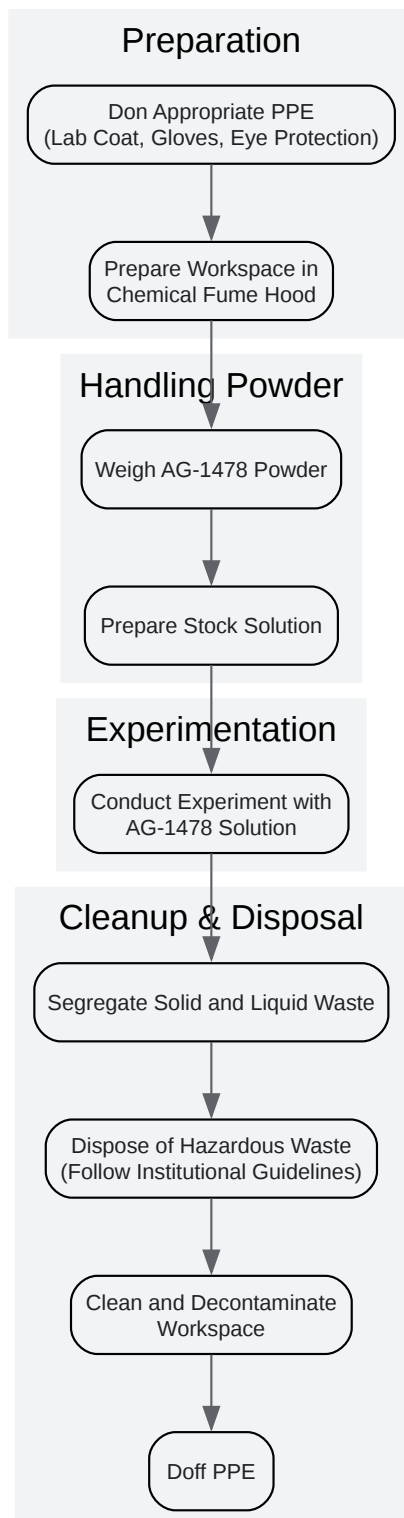 Preparation
Don Appropriate PPE
(Lab Coat, Gloves, Eye Protection)
Prepare Workspace in
Chemical Fume Hood
Handling Powder
Weigh AG-1478 Powder
Prepare Stock Solution
Experimentation
Conduct Experiment with
AG-1478 Solution
Cleanup & Disposal
Segregate Solid and Liquid Waste
Dispose of Hazardous Waste
(Follow Institutional Guidelines)
Clean and Decontaminate
Workspace
Doff PPE